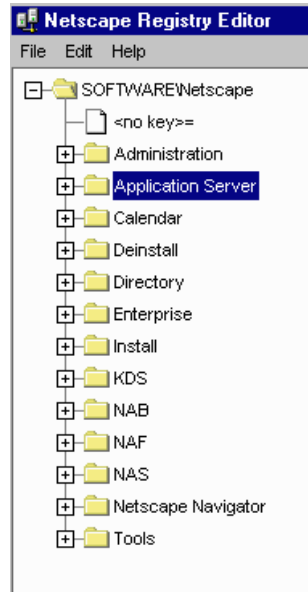 Netscape Registry Editor
File Edit Help
SOFTWARE\Netscape
<no key>=
Administration
Application Server
Calendar
Deinstall
Directory
Enterprise
Install
KDS
NAB
NAF
NAS
Netscape Navigator
Tools